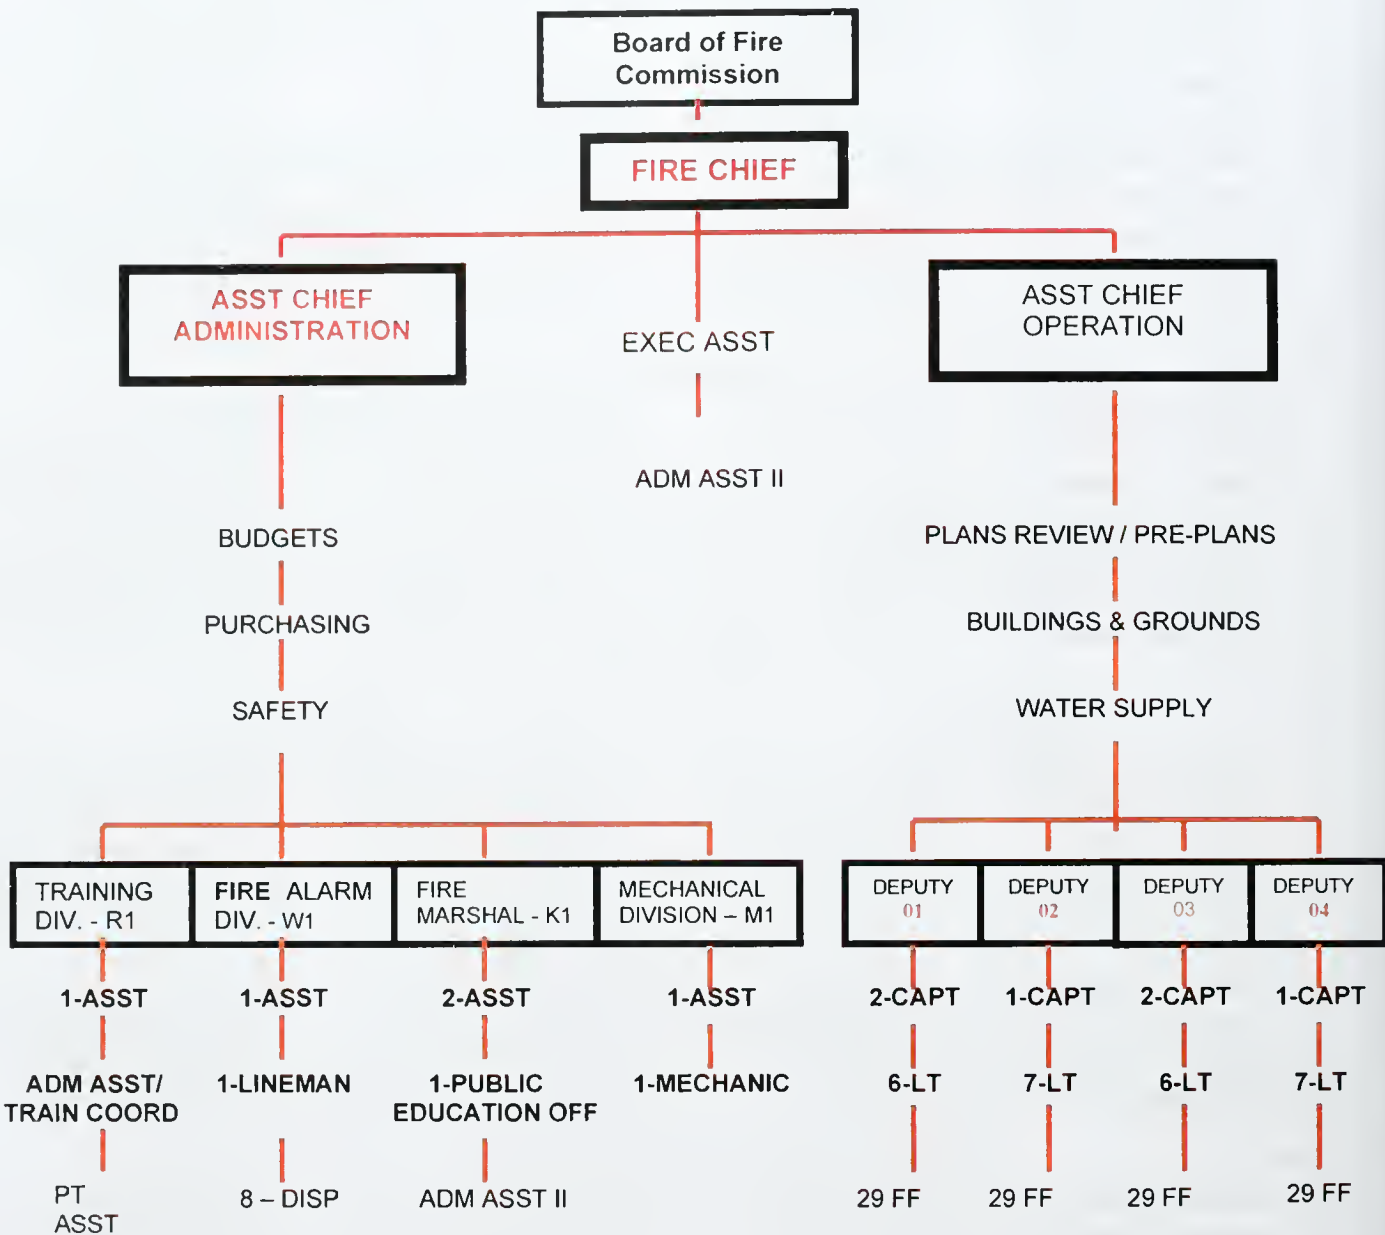 Board of Fire
Commission
FIRE CHIEF
ASST CHIEF
ADMINISTRATION
EXEC ASST
ASST CHIEF
OPERATION
ADM ASST II
BUDGETS
PLANS REVIEW / PRE-PLANS
PURCHASING
BUILDINGS & GROUNDS
SAFETY
WATER SUPPLY
TRAINING
DIV. - R1
FIRE ALARM
DIV. - W1
FIRE
MARSHAL - K1
MECHANICAL
DIVISION – M1
DEPUTY
01
DEPUTY
02
DEPUTY
03
DEPUTY
04
1-ASST
1-ASST
2-ASST
1-ASST
2-CAPT
1-CAPT
2-CAPT
1-CAPT
ADM ASST/
TRAIN COORD
1-LINEMAN
1-PUBLIC
EDUCATION OFF
1-MECHANIC
6-LT
7-LT
6-LT
7-LT
PT
ASST
8 – DISP
ADM ASST II
29 FF
29 FF
29 FF
29 FF